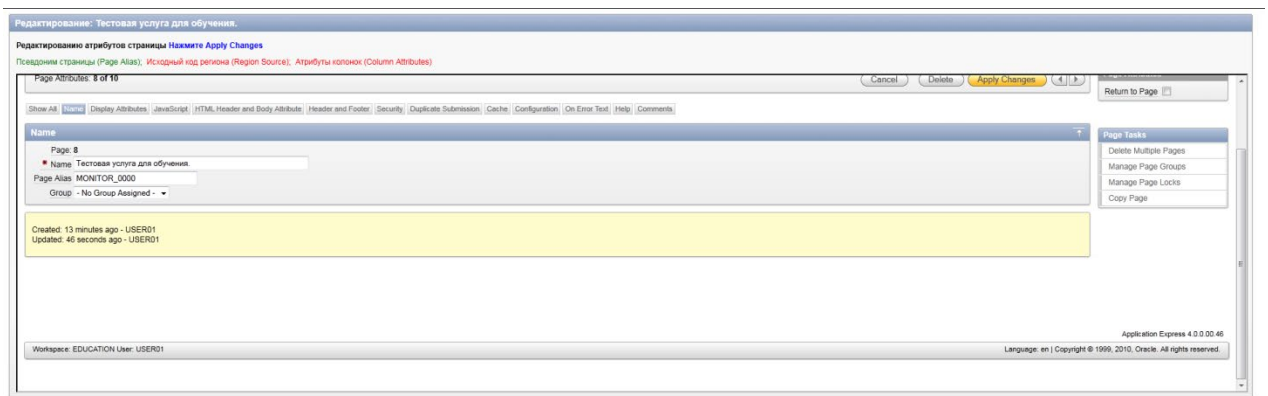 Редактирование: Тестовая услуга для обучения.
Редактированию атрибутов страницы Нажмите Apply Changes
Псевдоним страницы (Page Alias); Исходный код региона (Region Source); Атрибуты колонок (Column Attributes)
Page Attributes: 8 of 10 Cancel Delete Apply Changes
Return to Page
Show All Name Display Attributes JavaScript HTML Header and Body Attribute Header and Footer Security Duplicate Submission Cache Configuration On Error Text Help Comments
Name
Page: 8
Name Тестовая услуга для обучения.
Page Alias MONITOR_0000
Group - No Group Assigned -
Page Tasks
Delete Multiple Pages
Manage Page Groups
Manage Page Locks
Copy Page
Created: 13 minutes ago - USER01
Updated: 46 seconds ago - USER01
Application Express 4.0.0.00.46
Workspace: EDUCATION User: USER01 Language: en | Copyright © 1999, 2010, Oracle. All rights reserved.